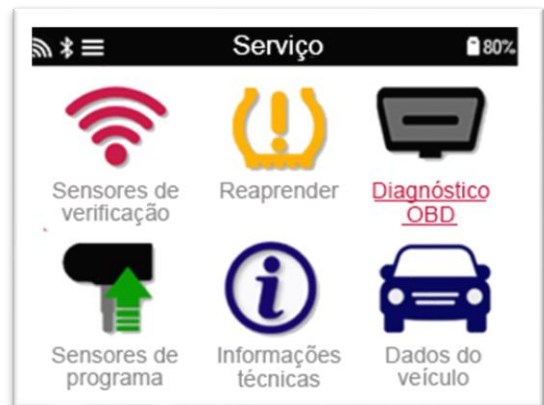 Serviço
80%
Sensores de
verificação
Reaprender
Diagnóstico
OBD
Sensores de
programa
Informações
técnicas
Dados do
veículo